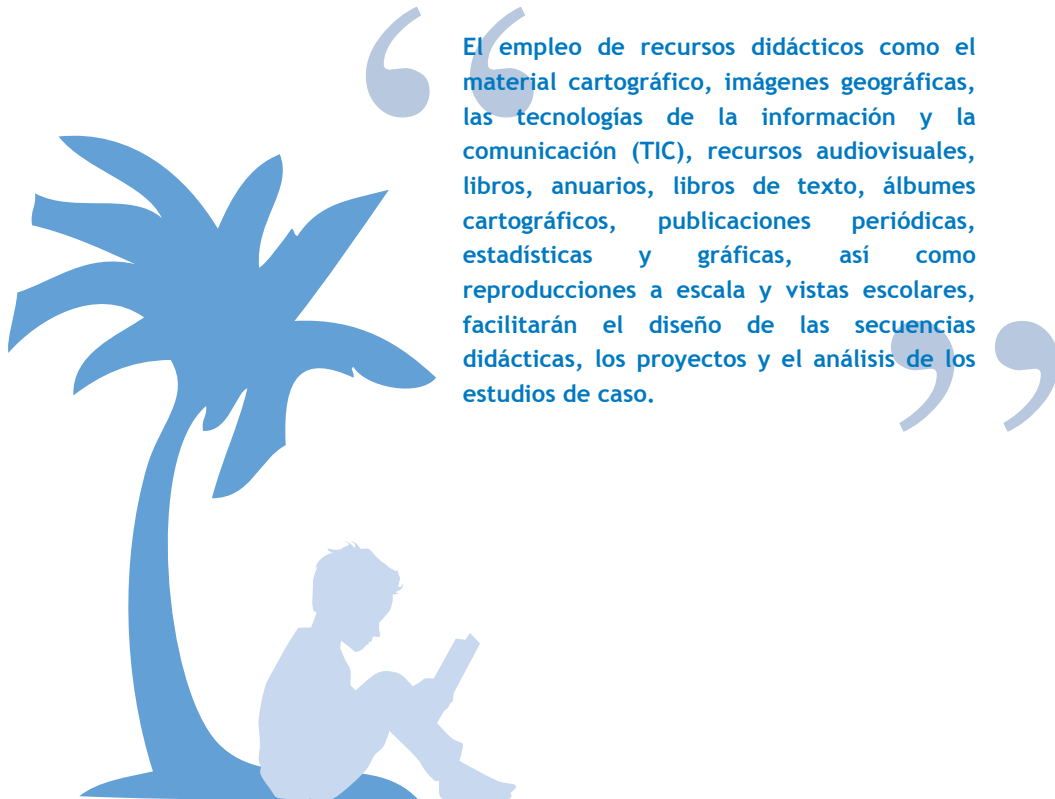 El empleo de recursos didácticos como el
material cartográfico, imágenes geográficas,
las tecnologías de la información y la
comunicación (TIC), recursos audiovisuales,
libros, anuarios, libros de texto, álbumes
cartográficos, publicaciones periódicas,
estadísticas y gráficas, así como
reproducciones a escala y vistas escolares,
facilitarán el diseño de las secuencias
didácticas, los proyectos y el análisis de los
estudios de caso.